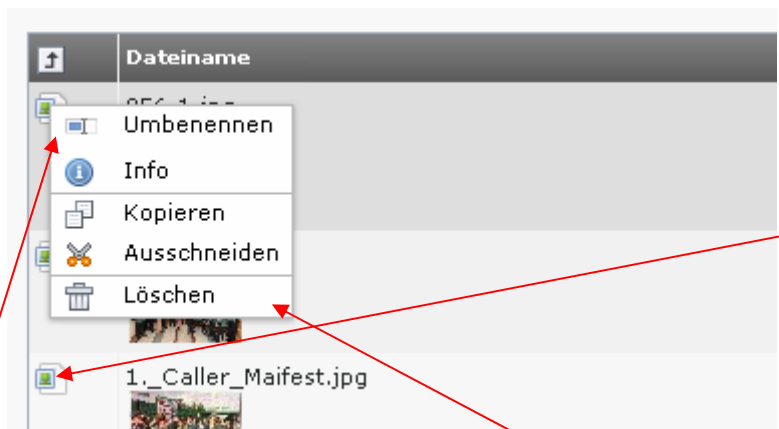 Dateiname
Umbenennen
Info
Kopieren
Ausschneiden
Löschen
1._Caller_Maifest.jpg